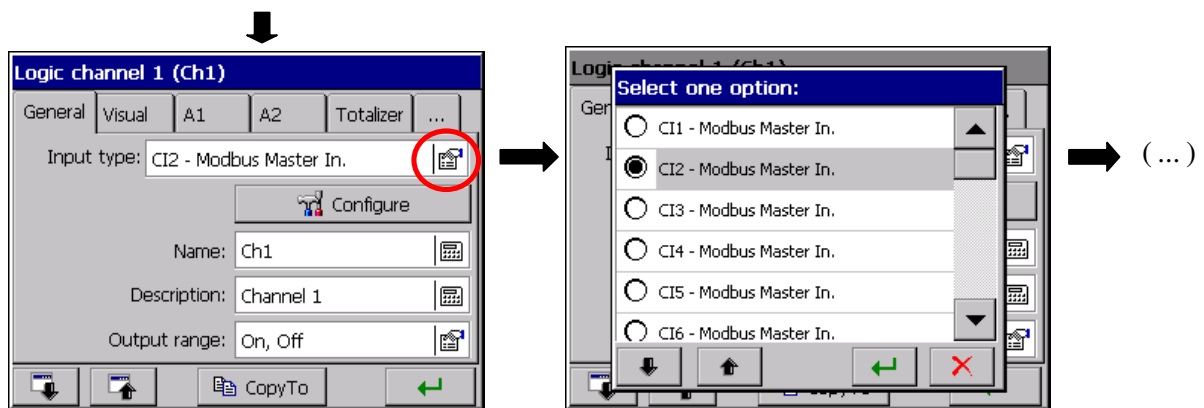 Logic channel 1 (Ch1)
General Visual A1 A2 Totalizer ...
Input type: CI2 - Modbus Master In.
Configure
Name: Ch1
Description: Channel 1
Output range: On, Off
CopyTo
Select one option:
CI1 - Modbus Master In.
CI2 - Modbus Master In.
CI3 - Modbus Master In.
CI4 - Modbus Master In.
CI5 - Modbus Master In.
CI6 - Modbus Master In.
( ... )